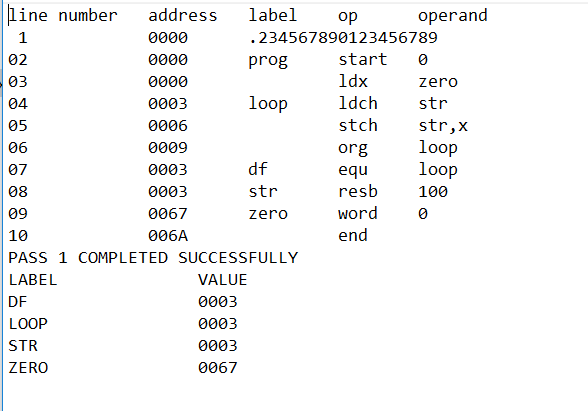 line number   address   label    op      operand
 1            0000      .234567890123456789
02            0000      prog     start   0
03            0000               ldx     zero
04            0003      loop     ldch    str
05            0006               stch    str,x
06            0009               org     loop
07            0003      df       equ     loop
08            0003      str      resb    100
09            0067      zero     word    0
10            006A               end
PASS 1 COMPLETED SUCCESSFULLY
LABEL              VALUE
DF                 0003
LOOP               0003
STR                0003
ZERO               0067